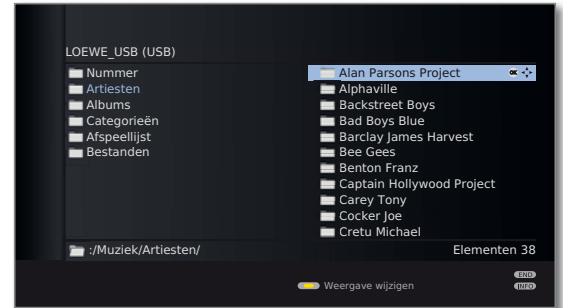 LOEWE_USB (USB)
Nummer
Artiesten
Albums
Categorieën
Afspeellijst
Bestanden
Alan Parsons Project OK
Alphaville
Backstreet Boys
Bad Boys Blue
Barclay James Harvest
Bee Gees
Benton Franz
Captain Hollywood Project
Carey Tony
Cocker Joe
Cretu Michael
:/Muziek/Artiesten/
Elementen 38
Weergave wijzigen
END
INFO